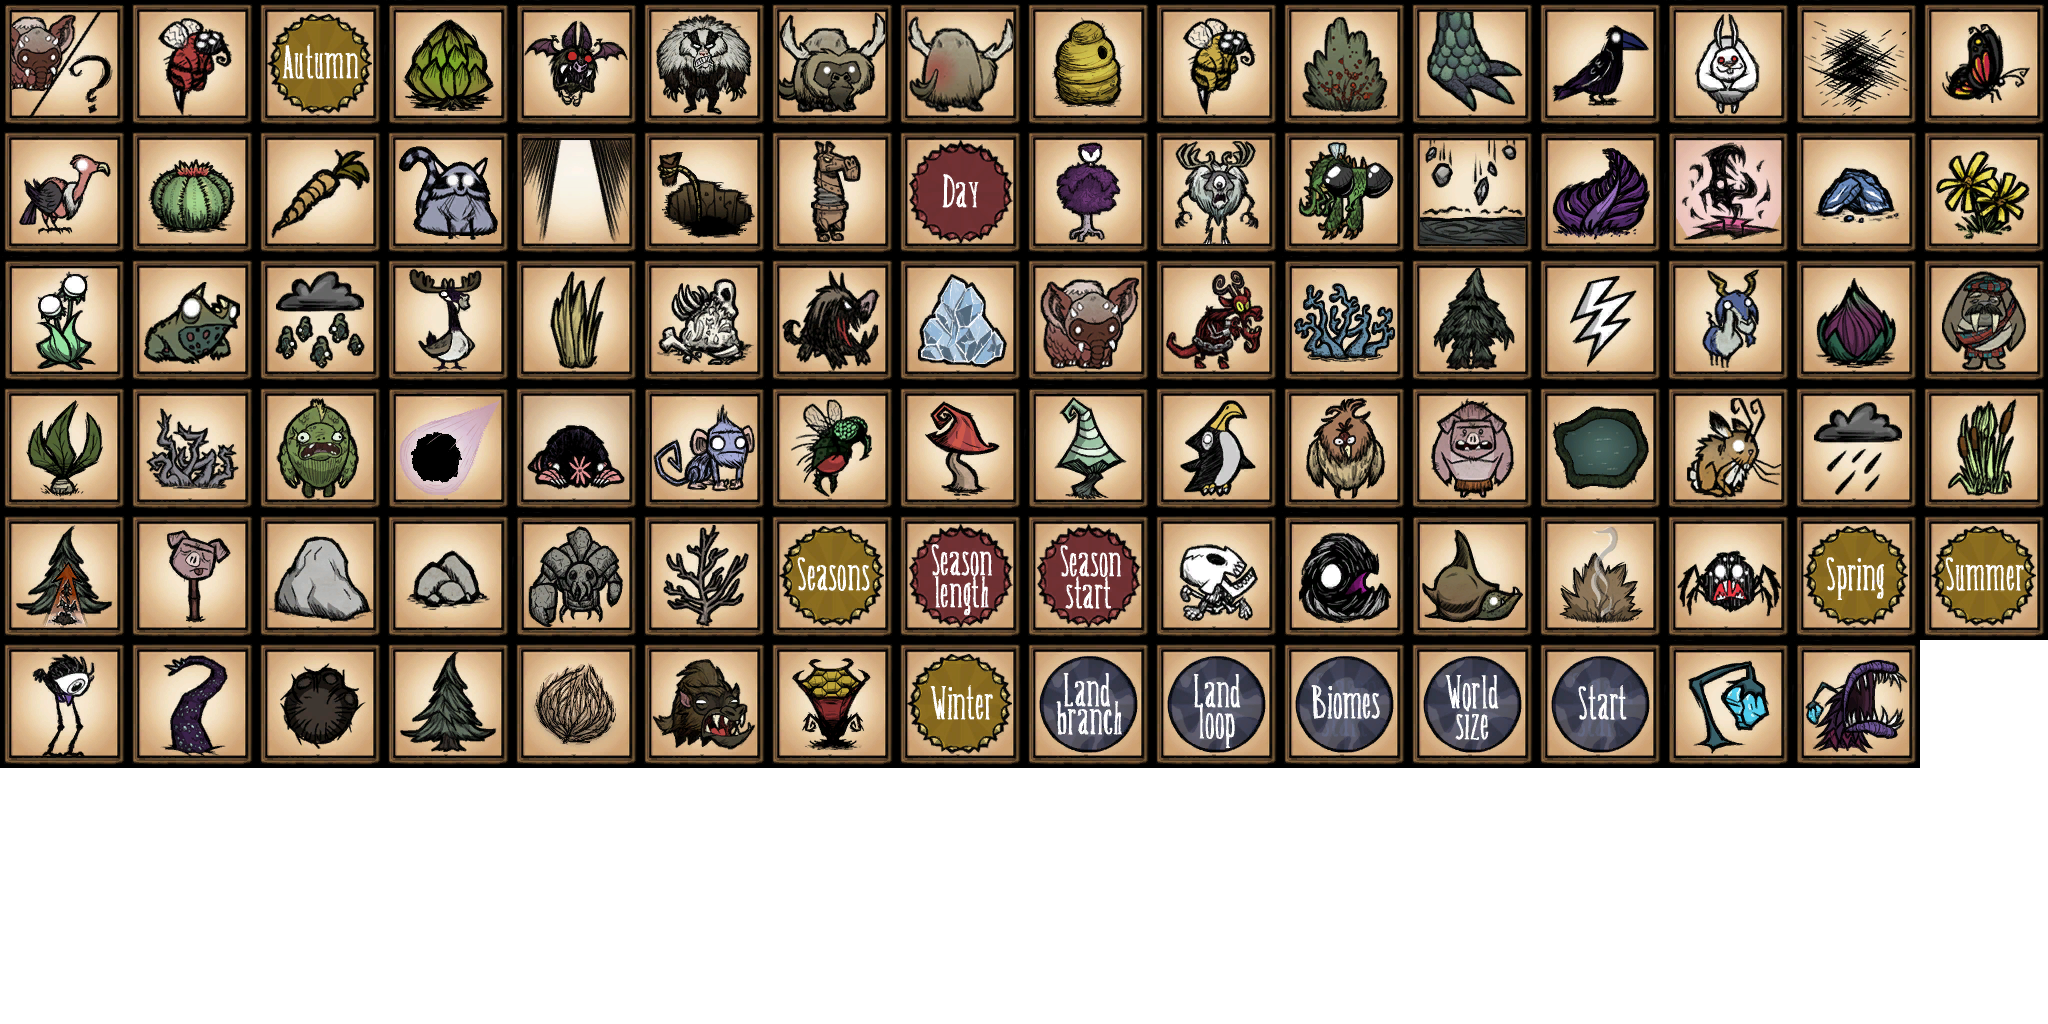 ?
Autumn
Day
Seasons
Season
length
Season
start
Spring
Summer
Winter
Land
branch
Land
loop
Biomes
World
size
Start